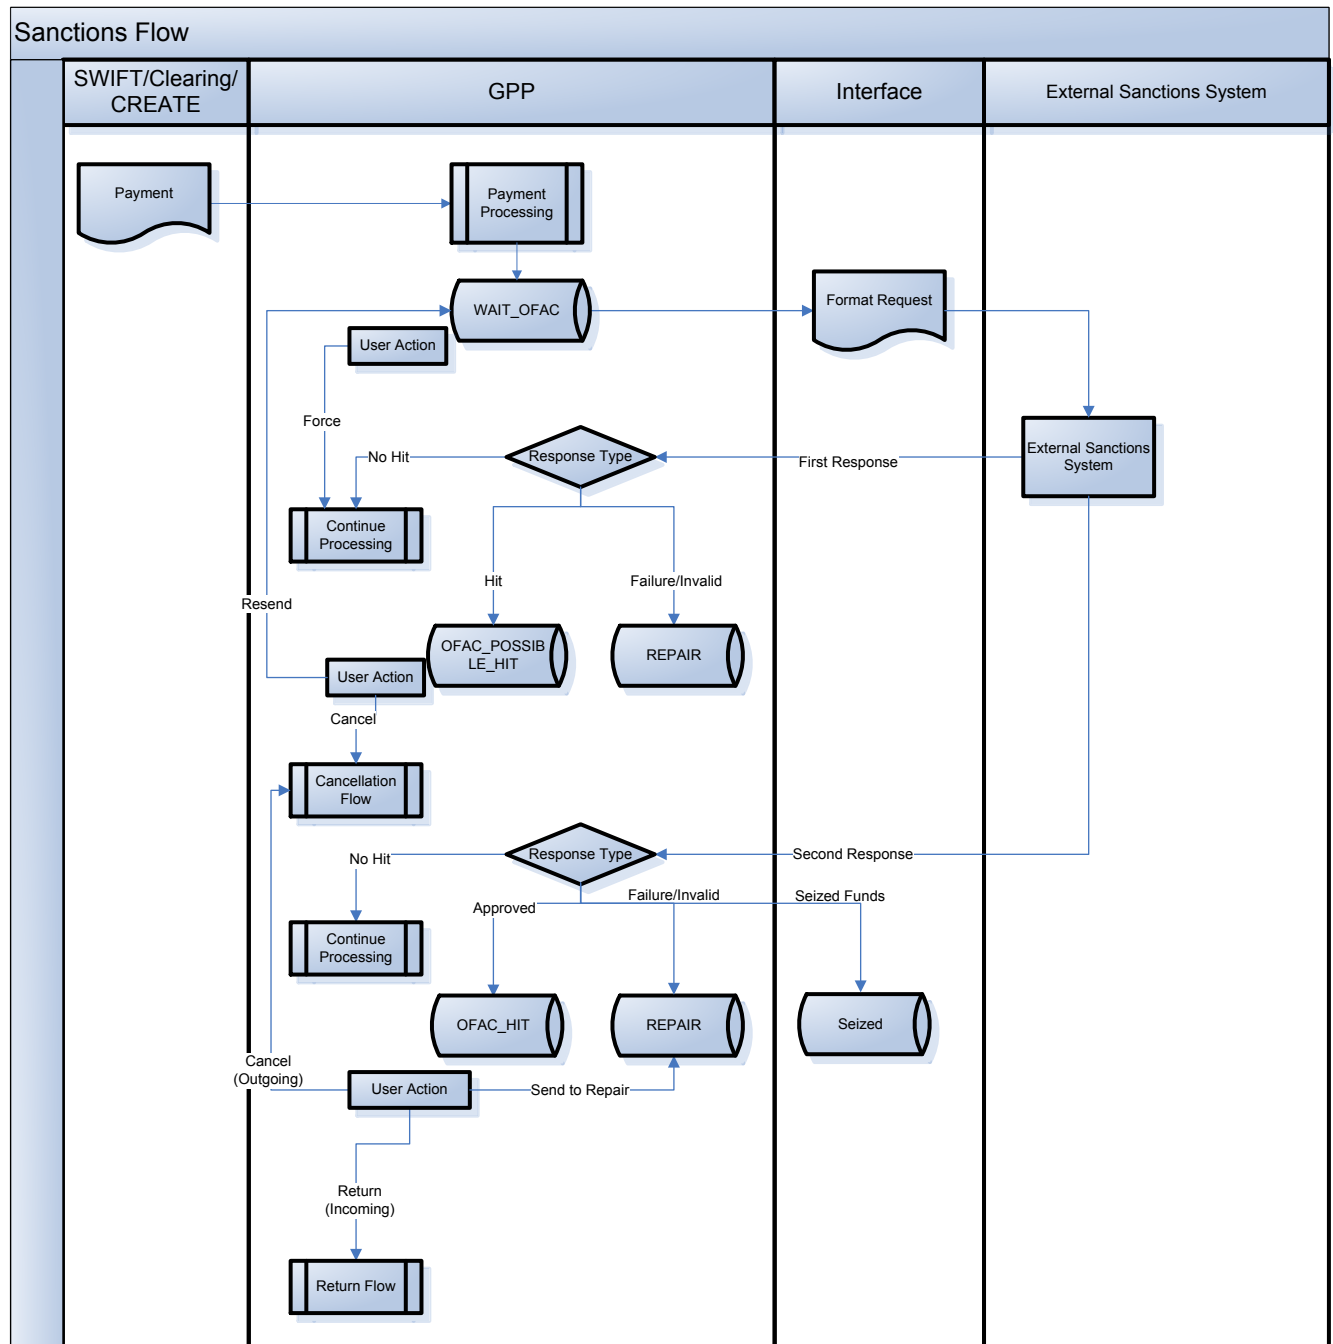 Sanctions Flow
SWIFT/Clearing/
CREATE
GPP
Interface
External Sanctions System
Payment
Payment
Processing
WAIT_OFAC
Format Request
User Action
Force
No Hit
Response Type
First Response
External Sanctions
System
Continue
Processing
Hit
Failure/Invalid
Resend
OFAC_POSSIB
LE_HIT
REPAIR
User Action
Cancel
Cancellation
Flow
No Hit
Response Type
Second Response
Approved
Failure/Invalid
Seized Funds
Continue
Processing
OFAC_HIT
REPAIR
Seized
Cancel
(Outgoing)
User Action
Send to Repair
Return
(Incoming)
Return Flow